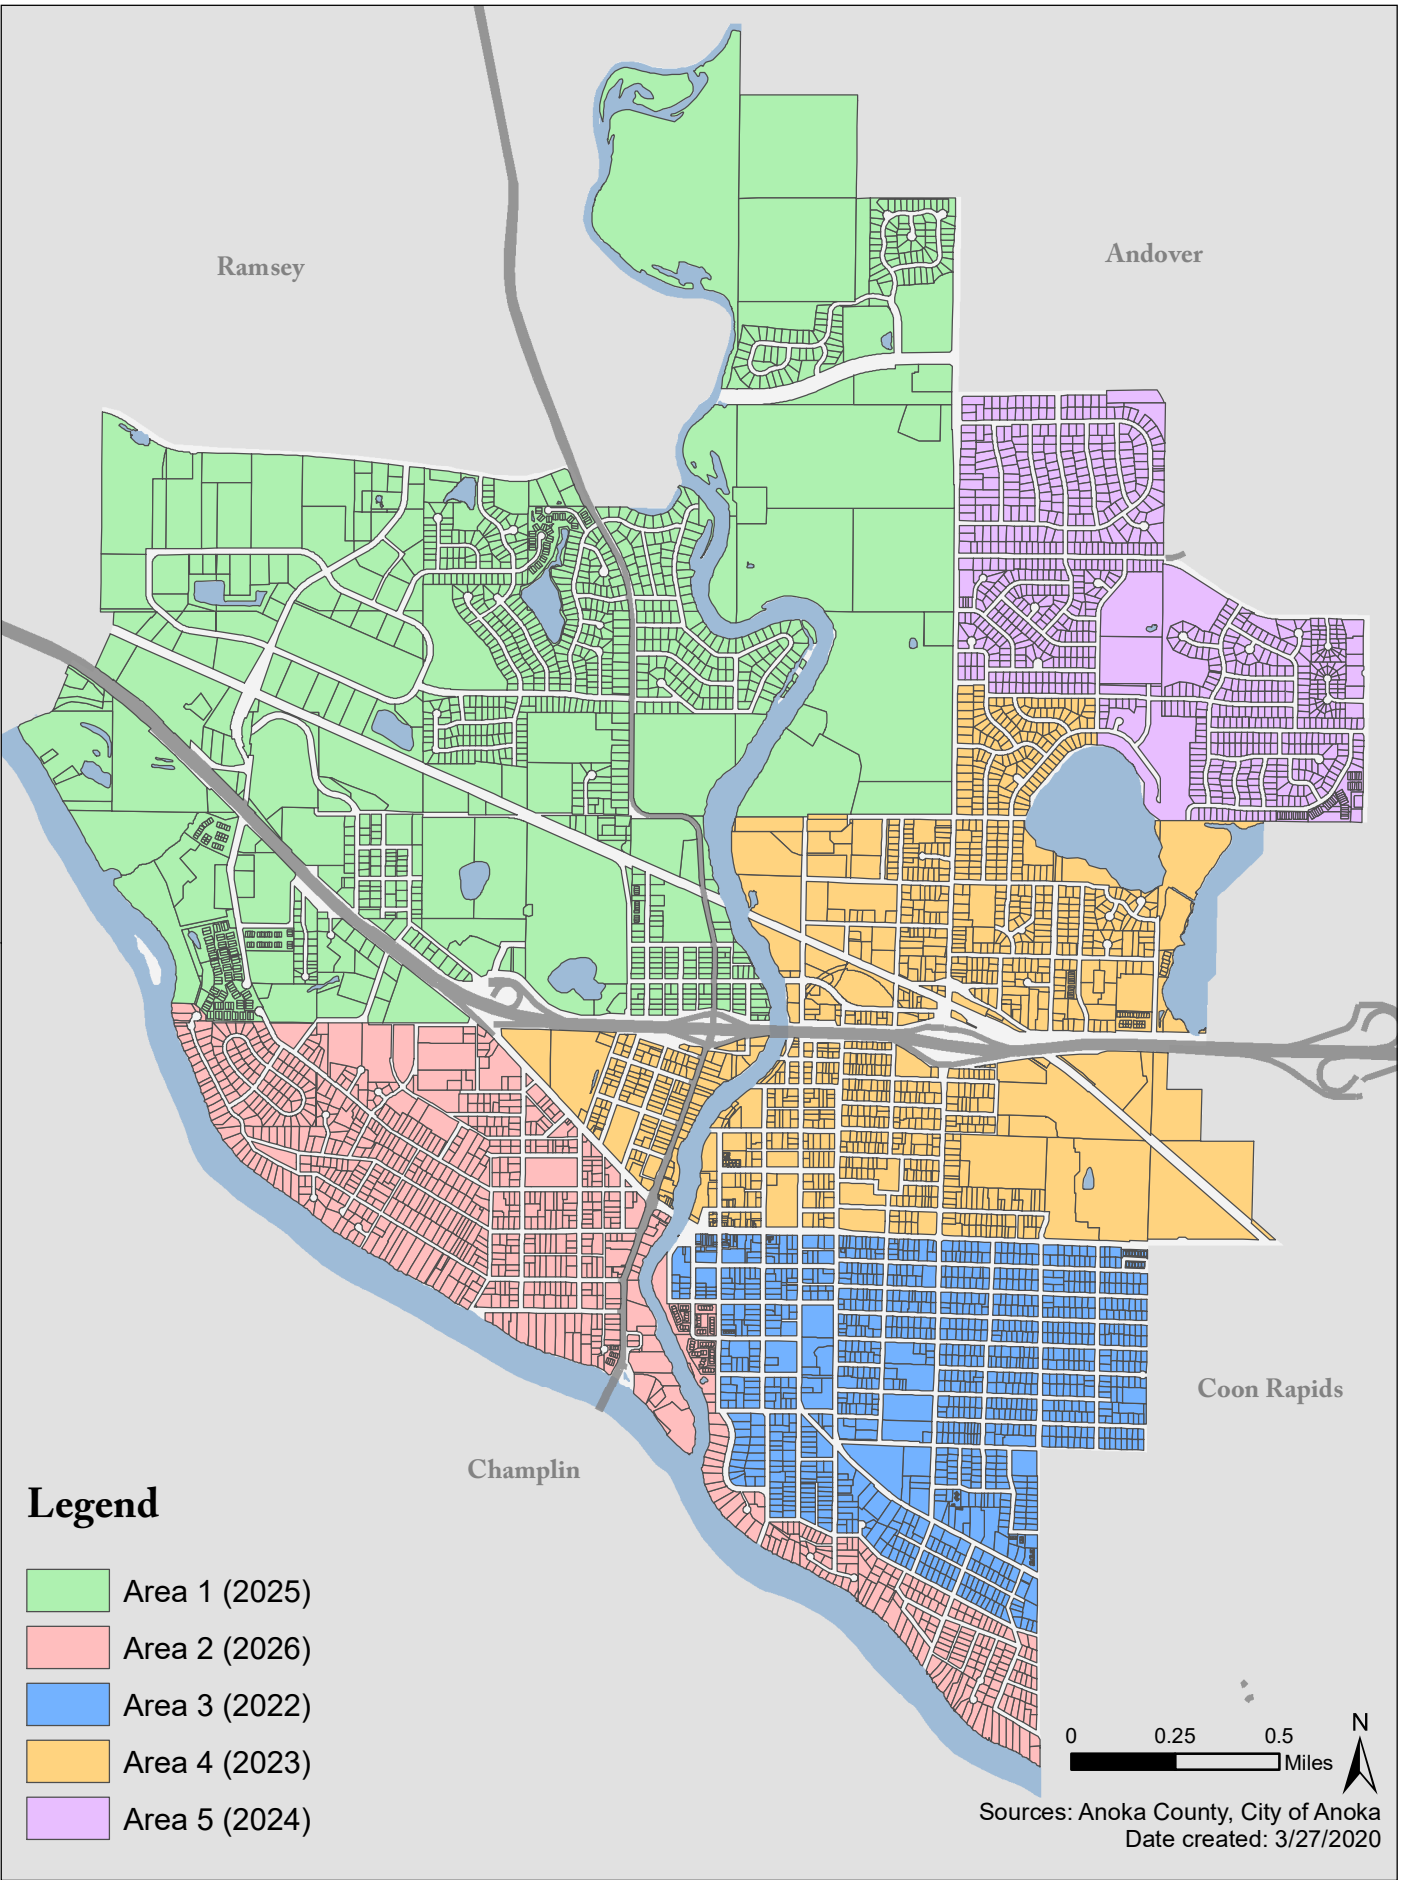 Ramsey
Andover
Coon Rapids
Champlin
Legend
Area 1 (2025)
Area 2 (2026)
Area 3 (2022)
Area 4 (2023)
Area 5 (2024)
N
0 0.25 0.5
Miles
Sources: Anoka County, City of Anoka
Date created: 3/27/2020